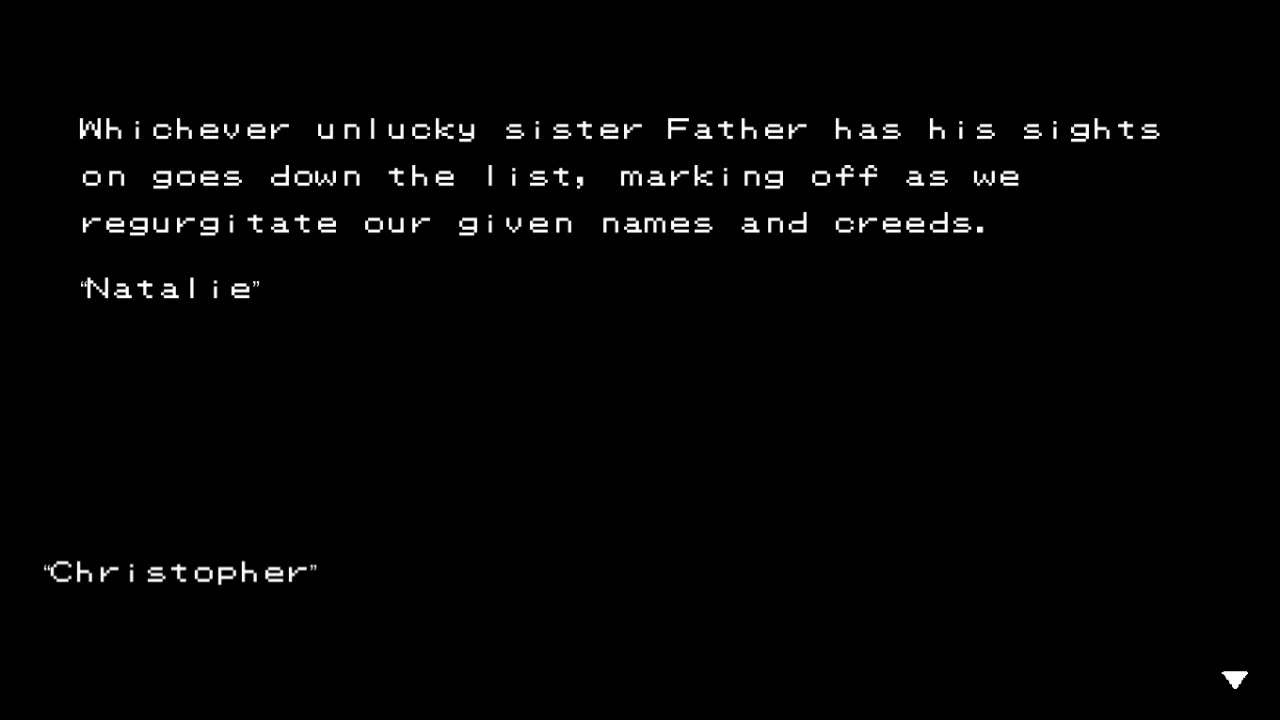 Whichever unlucky sister Father has his sights
on goes down the list, marking off as we
regurgitate our given names and creeds.
“Natalie”
“Christopher”